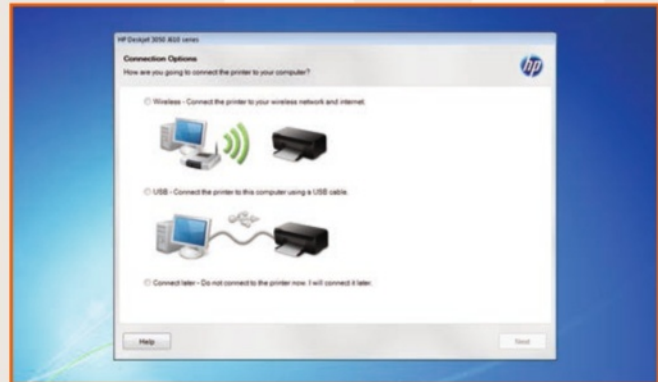 HP Deskjet 3050 J610 series
Connection Options
How are you going to connect the printer to your computer?
hp
Wireless - Connect the printer to your wireless network and internet.
USB - Connect the printer to this computer using a USB cable.
Connect later - Do not connect to the printer now. I will connect it later.
Help
Next